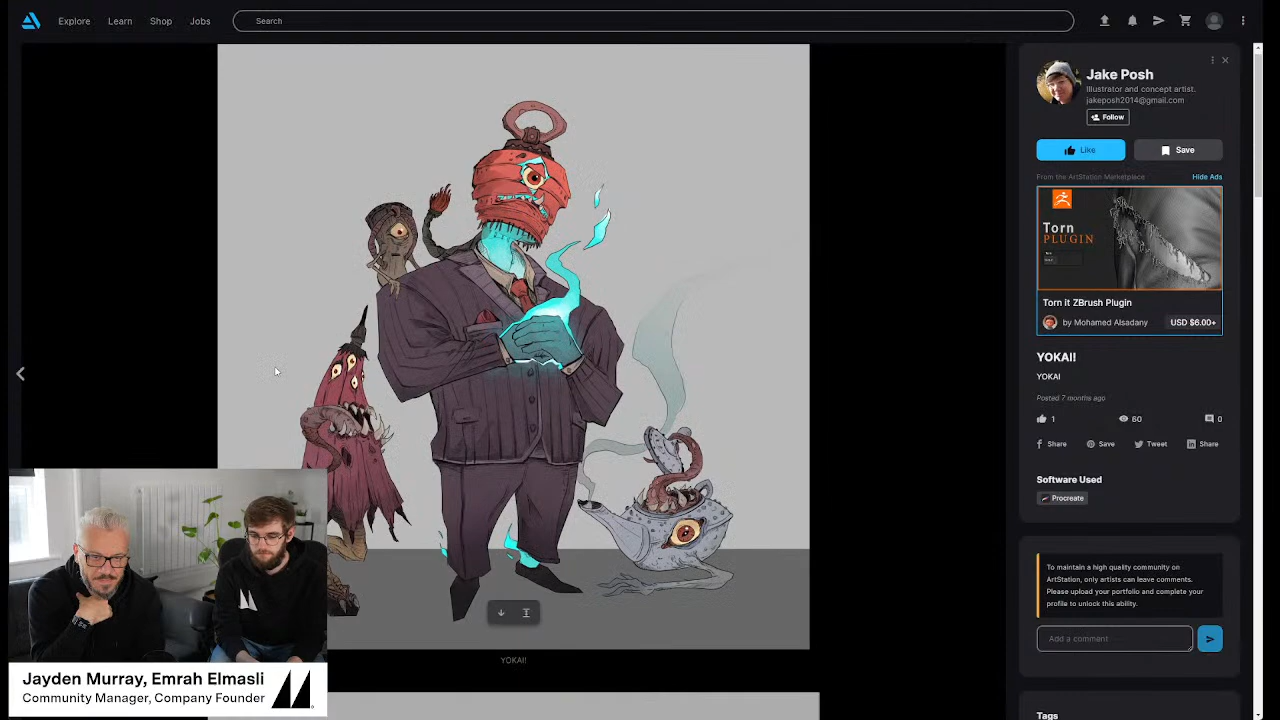 Explore
Learn
Shop
Jobs
Search
Jake Posh
Illustrator and concept artist.
jakeposh2014@gmail.com
Follow
Like
Save
From the ArtStation Marketplace
Hide Ads
Torn
PLUGIN
Torn it ZBrush Plugin
by Mohamed Alsadany
USD $6.00+
YOKAI!
YOKAI
Posted 7 months ago
1
60
0
Share
Save
Tweet
Share
Software Used
Procreate
To maintain a high quality community on
ArtStation, only artists can leave comments.
Please upload your portfolio and complete your
profile to unlock this ability.
Add a comment
Tags
YOKAI!
Jayden Murray, Emrah Elmasli
Community Manager, Company Founder